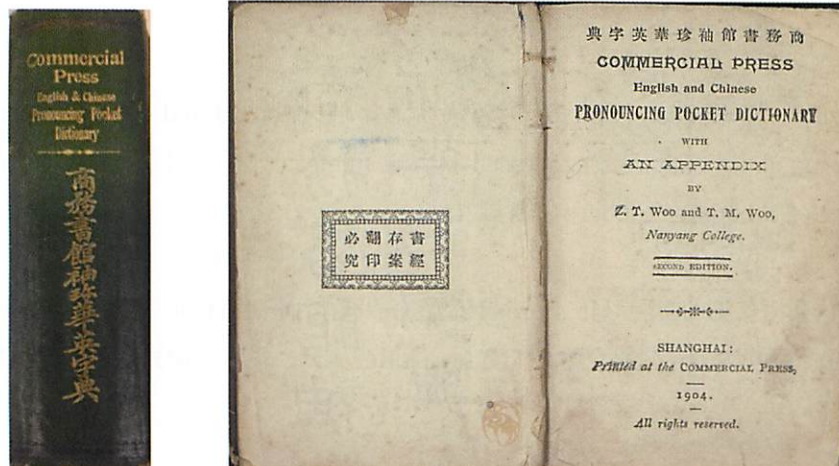 Commercial
Press
English & Chinese
Pronouncing Pocket
Dictionary
商務書館袖珍華英字典
書經
存案
翻印
必究
商務書館袖珍華英字典
COMMERCIAL PRESS
English and Chinese
PRONOUNCING POCKET DICTIONARY
WITH
AN APPENDIX
BY
Z. T. Woo and T. M. Woo,
Nanyang College.
SECOND EDITION.
SHANGHAI:
Printed at the COMMERCIAL PRESS,
1904.
All rights reserved.